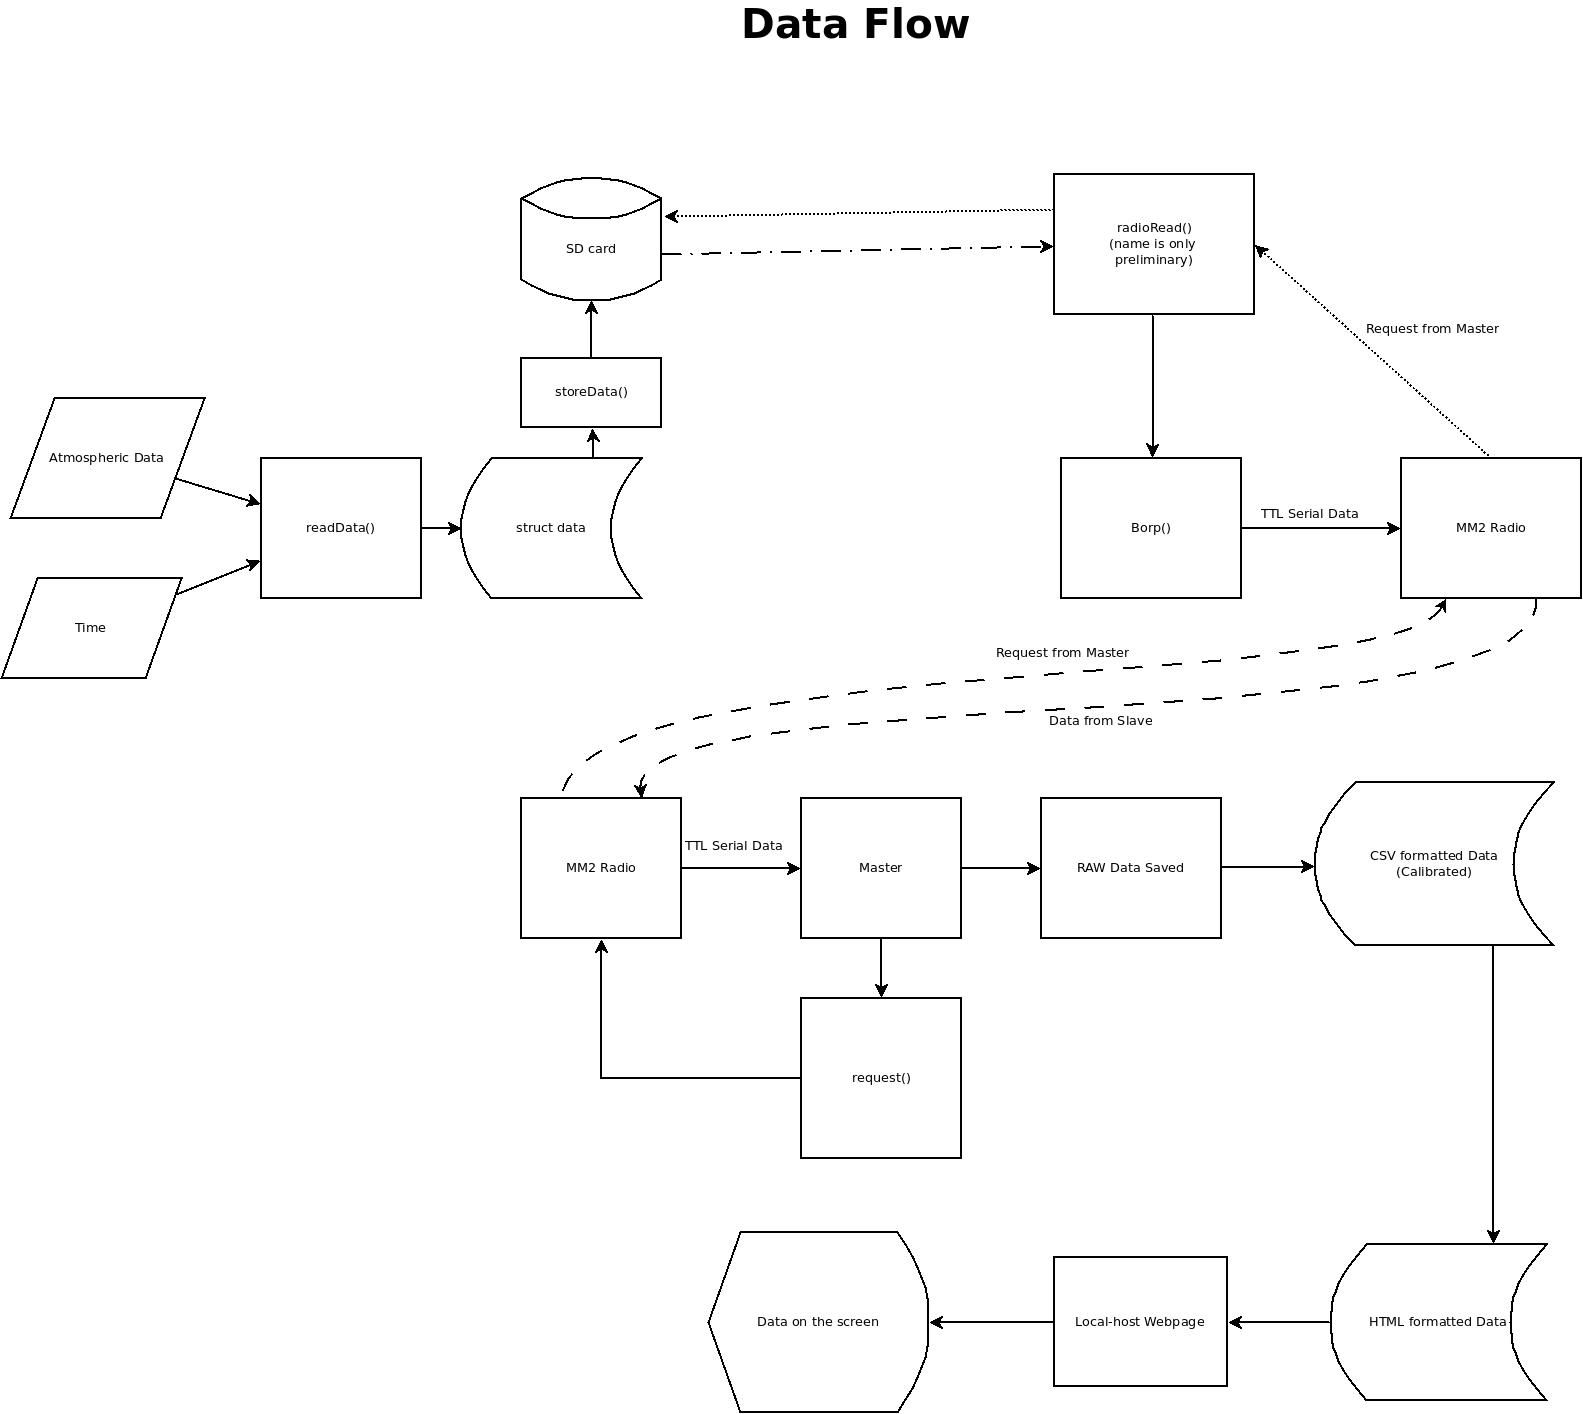 Data Flow
SD card
radioRead()
(name is only
preliminary)
Request from Master
storeData()
Atmospheric Data
readData()
struct data
Borp()
TTL Serial Data
MM2 Radio
Time
Request from Master
Data from Slave
MM2 Radio
TTL Serial Data
Master
RAW Data Saved
CSV formatted Data
(Calibrated)
request()
Data on the screen
Local-host Webpage
HTML formatted Data